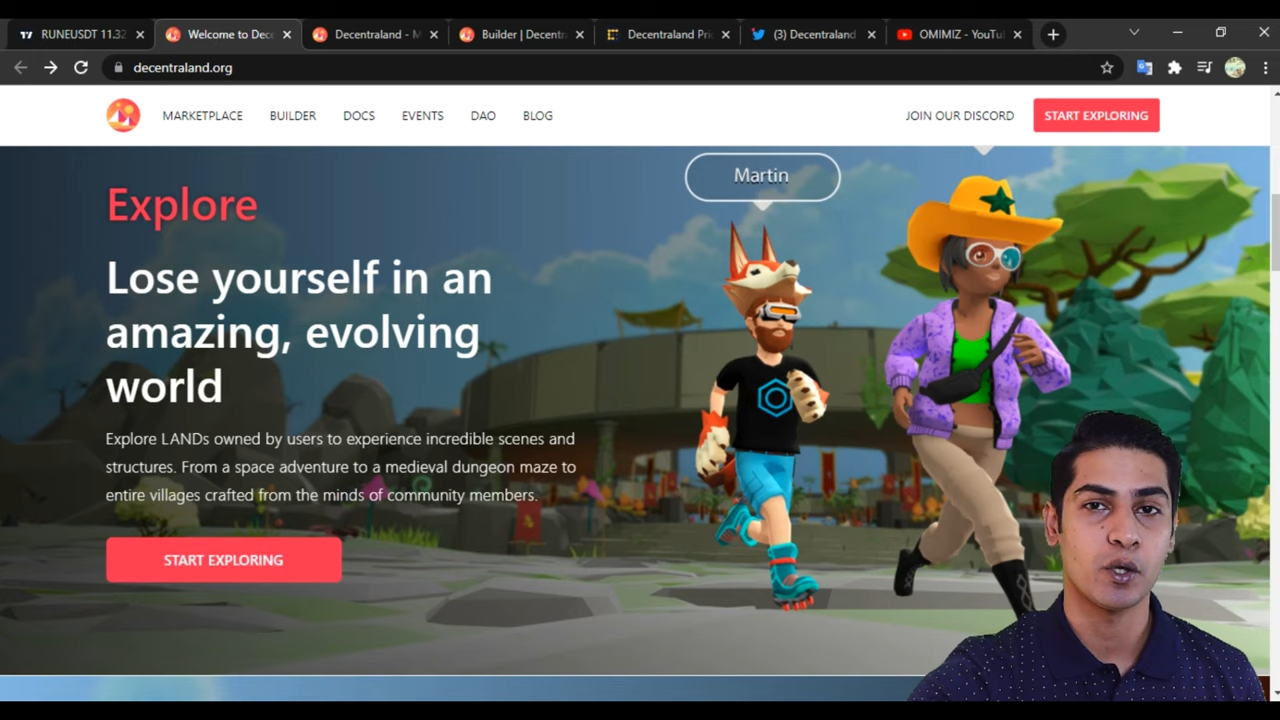 RUNEUSDT 11.32
Welcome to Dece
Decentraland - M
Builder | Decentr
Decentraland Pri
(3) Decentraland
OMIMIZ - YouTu
decentraland.org
MARKETPLACE
BUILDER
DOCS
EVENTS
DAO
BLOG
JOIN OUR DISCORD
START EXPLORING
Martin
Explore
Lose yourself in an
amazing, evolving
world
Explore LANDs owned by users to experience incredible scenes and
structures. From a space adventure to a medieval dungeon maze to
entire villages crafted from the minds of community members.
START EXPLORING